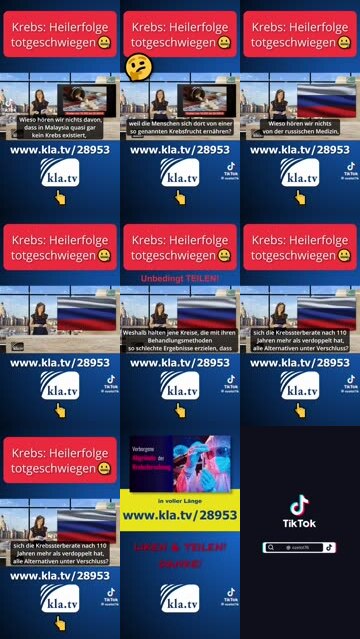 Krebs: Heilerfolge
totgeschwiegen
Wieso hören wir nichts davon,
dass in Malaysia quasi gar
kein Krebs existiert,
www.kla.tv/28953
kla.tv
TikTok
Krebs: Heilerfolge
totgeschwiegen
weil die Menschen sich dort von einer
so genannten Krebsfrucht ernähren?
www.kla.tv/28953
kla.tv
TikTok
Krebs: Heilerfolge
totgeschwiegen
Wieso hören wir nichts
von der russischen Medizin,
www.kla.tv/28953
kla.tv
TikTok
Krebs: Heilerfolge
totgeschwiegen
www.kla.tv/28953
kla.tv
TikTok
Krebs: Heilerfolge
totgeschwiegen
Unbedingt TEILEN!
Weshalb halten jene Kreise, die mit ihren
Behandlungsmethoden
so schlechte Ergebnisse erzielen, dass
www.kla.tv/28953
kla.tv
TikTok
Krebs: Heilerfolge
totgeschwiegen
sich die Krebssterberate nach 110
Jahren mehr als verdoppelt hat,
alle Alternativen unter Verschluss?
www.kla.tv/28953
kla.tv
TikTok
Krebs: Heilerfolge
totgeschwiegen
sich die Krebssterberate nach 110
Jahren mehr als verdoppelt hat,
alle Alternativen unter Verschluss?
www.kla.tv/28953
kla.tv
TikTok
Verborgene
der
in voller Länge
www.kla.tv/28953
LIKEN & TEILEN!
kla.tv
TikTok
TikTok